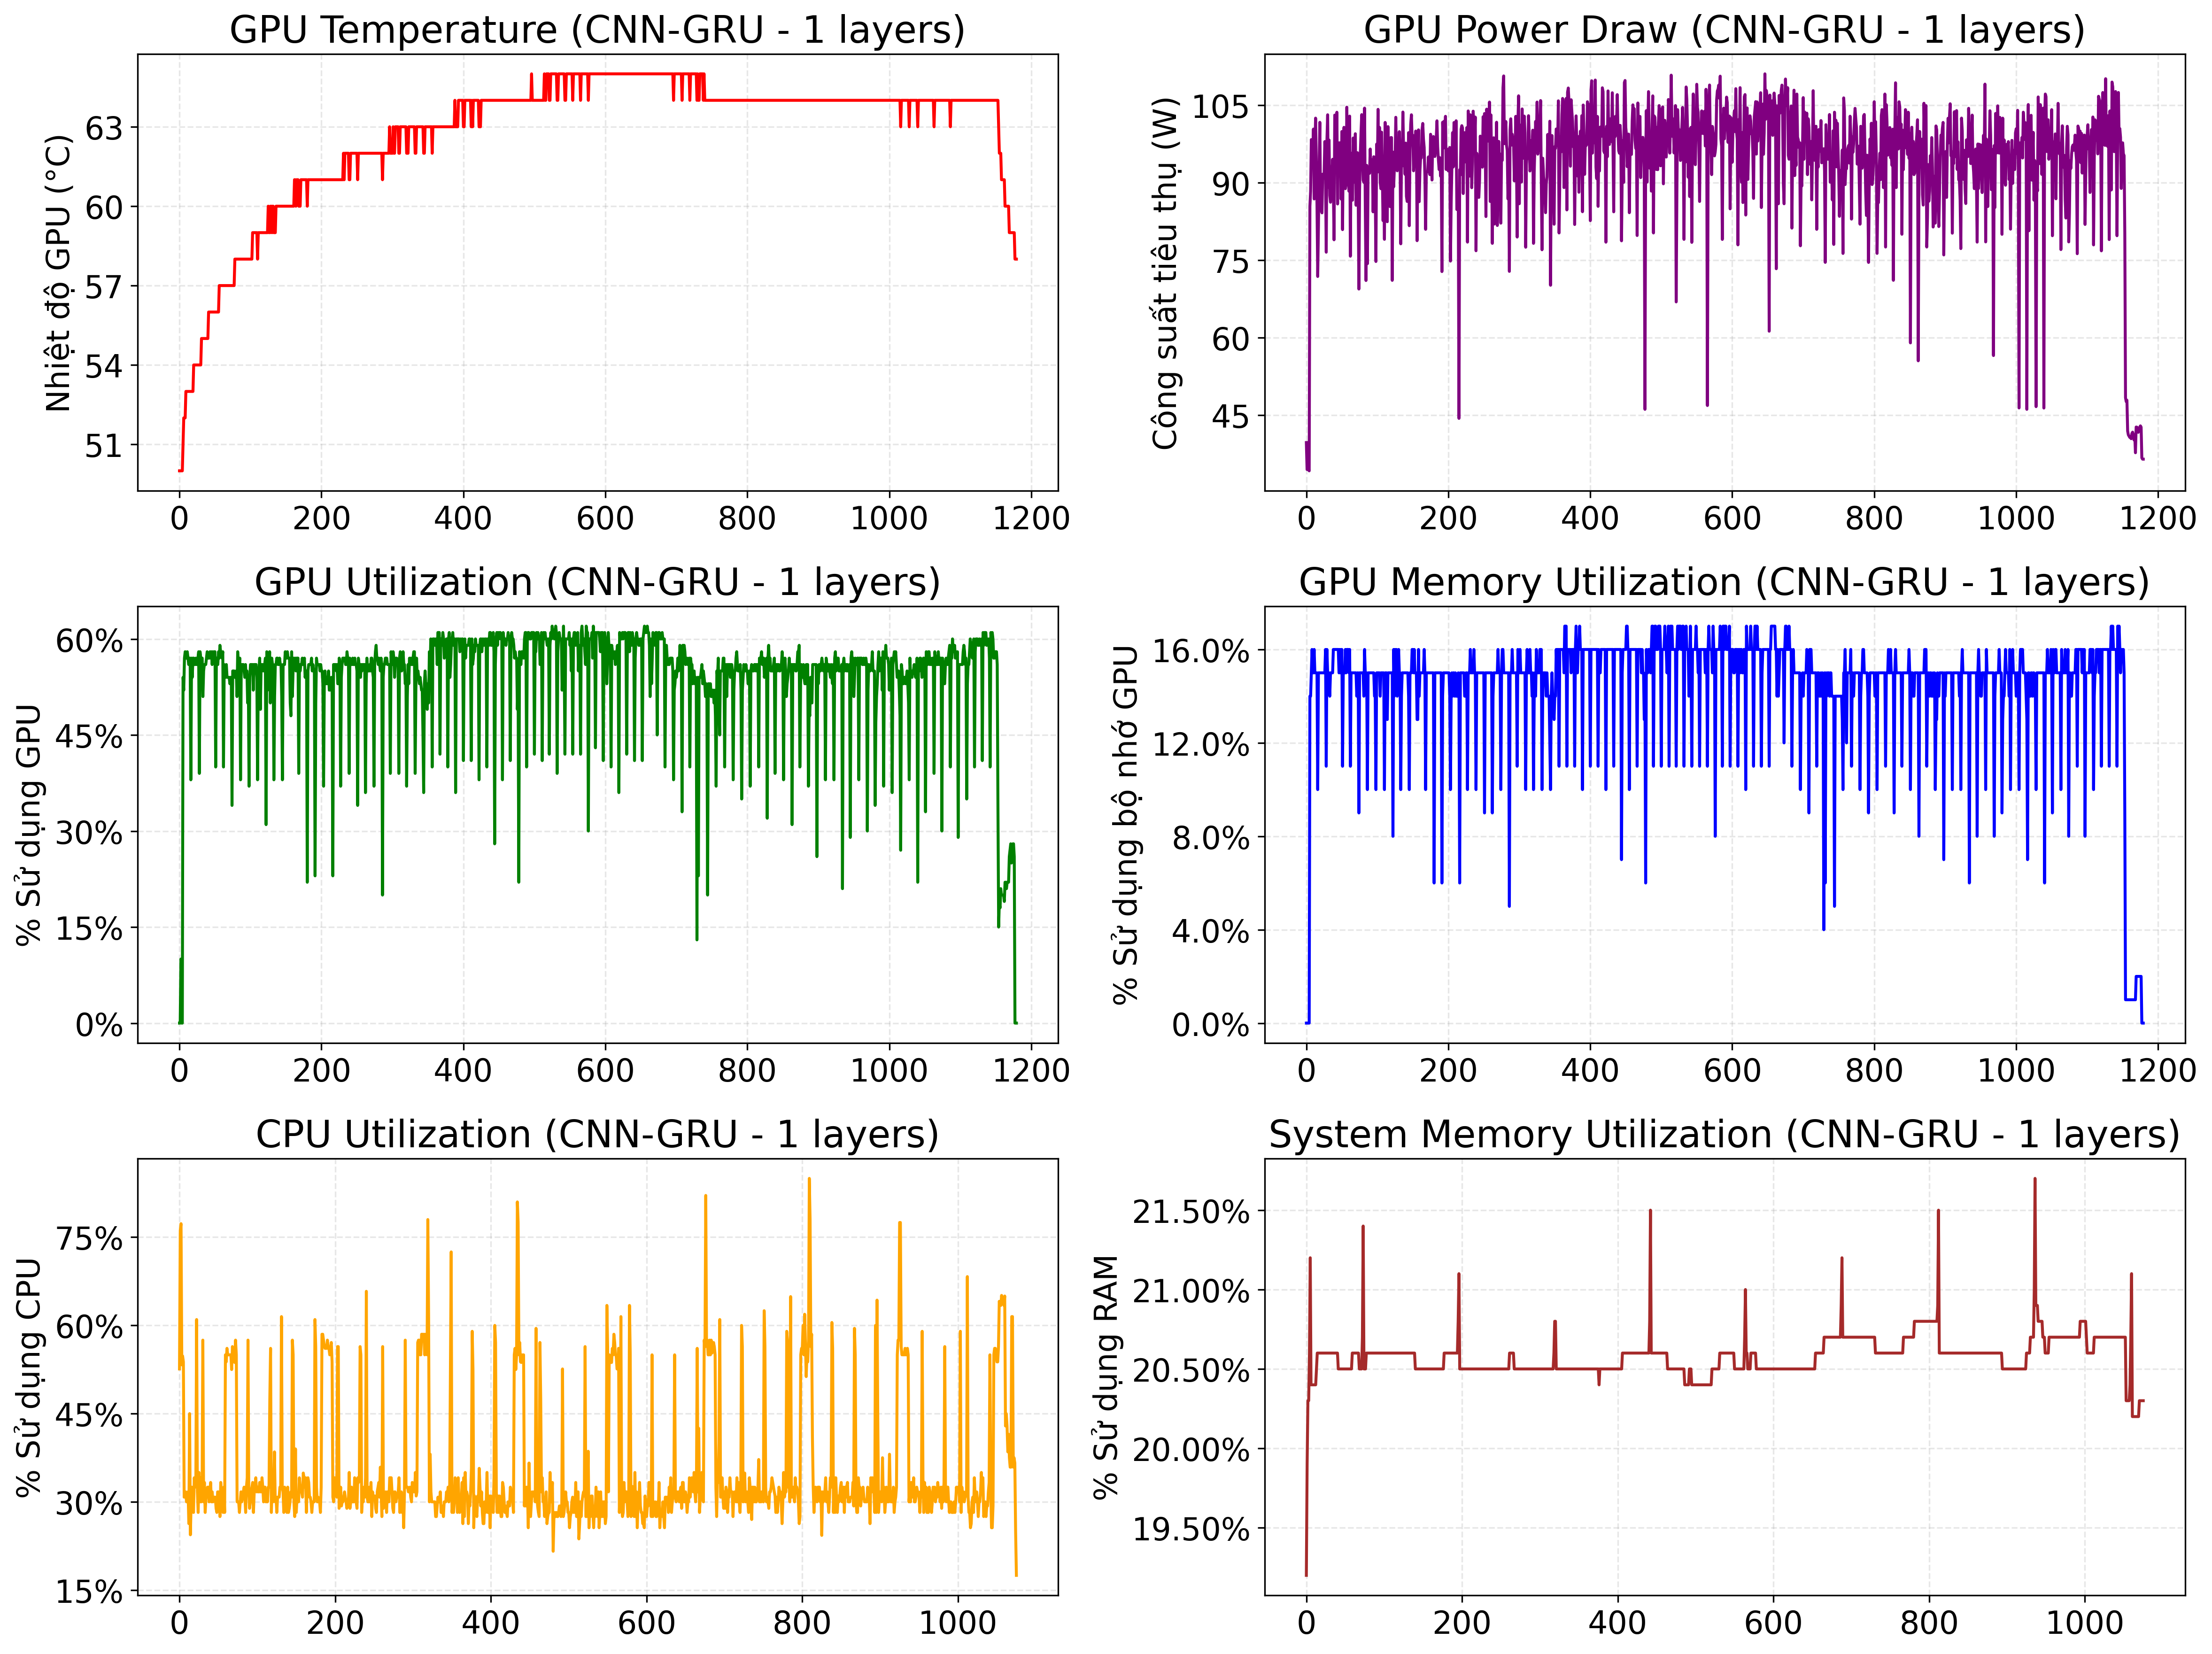 GPU Temperature (CNN-GRU - 1 layers)
Nhiệt độ GPU (°C)
63
60
57
54
51
0 200 400 600 800 1000 1200
GPU Power Draw (CNN-GRU - 1 layers)
Công suất tiêu thụ (W)
105
90
75
60
45
0 200 400 600 800 1000 1200
GPU Utilization (CNN-GRU - 1 layers)
% Sử dụng GPU
60%
45%
30%
15%
0%
0 200 400 600 800 1000 1200
GPU Memory Utilization (CNN-GRU - 1 layers)
% Sử dụng bộ nhớ GPU
16.0%
12.0%
8.0%
4.0%
0.0%
0 200 400 600 800 1000 1200
CPU Utilization (CNN-GRU - 1 layers)
% Sử dụng CPU
75%
60%
45%
30%
15%
0 200 400 600 800 1000
System Memory Utilization (CNN-GRU - 1 layers)
% Sử dụng RAM
21.50%
21.00%
20.50%
20.00%
19.50%
0 200 400 600 800 1000